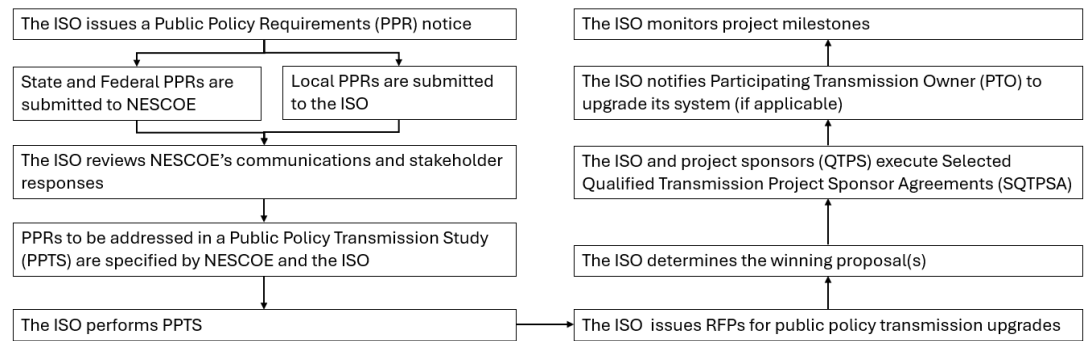 The ISO issues a Public Policy Requirements (PPR) notice
State and Federal PPRs are
submitted to NESCOE
Local PPRs are submitted
to the ISO
The ISO reviews NESCOE’s communications and stakeholder
responses
PPRs to be addressed in a Public Policy Transmission Study
(PPTS) are specified by NESCOE and the ISO
The ISO performs PPTS
The ISO issues RFPs for public policy transmission upgrades
The ISO determines the winning proposal(s)
The ISO and project sponsors (QTPS) execute Selected
Qualified Transmission Project Sponsor Agreements (SQTPSA)
The ISO notifies Participating Transmission Owner (PTO) to
upgrade its system (if applicable)
The ISO monitors project milestones